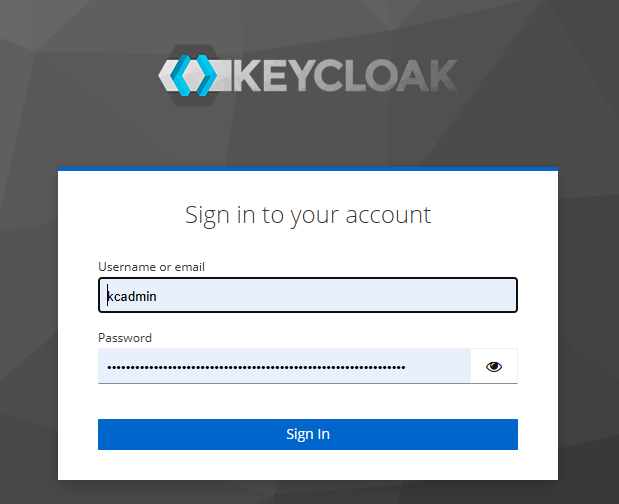 KEYCLOAK
Sign in to your account
Username or email
kcadmin
Password
••••••••••••••••••••••••••••••••••••••••••••••••••••••••••••••••
Sign In